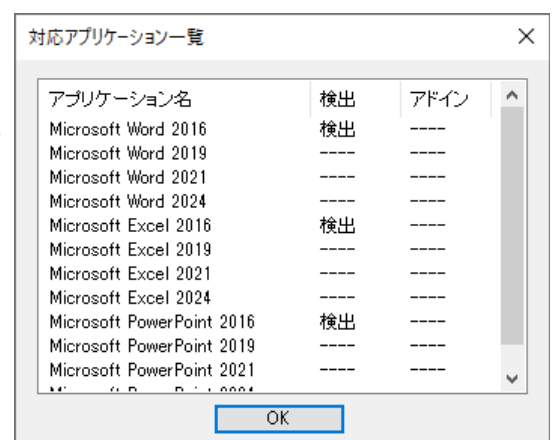 対応アプリケーション一覧
アプリケーション名 検出 アドイン
Microsoft Word 2016 検出 ----
Microsoft Word 2019 ---- ----
Microsoft Word 2021 ---- ----
Microsoft Word 2024 ---- ----
Microsoft Excel 2016 検出 ----
Microsoft Excel 2019 ---- ----
Microsoft Excel 2021 ---- ----
Microsoft Excel 2024 ---- ----
Microsoft PowerPoint 2016 検出 ----
Microsoft PowerPoint 2019 ---- ----
Microsoft PowerPoint 2021 ---- ----
OK